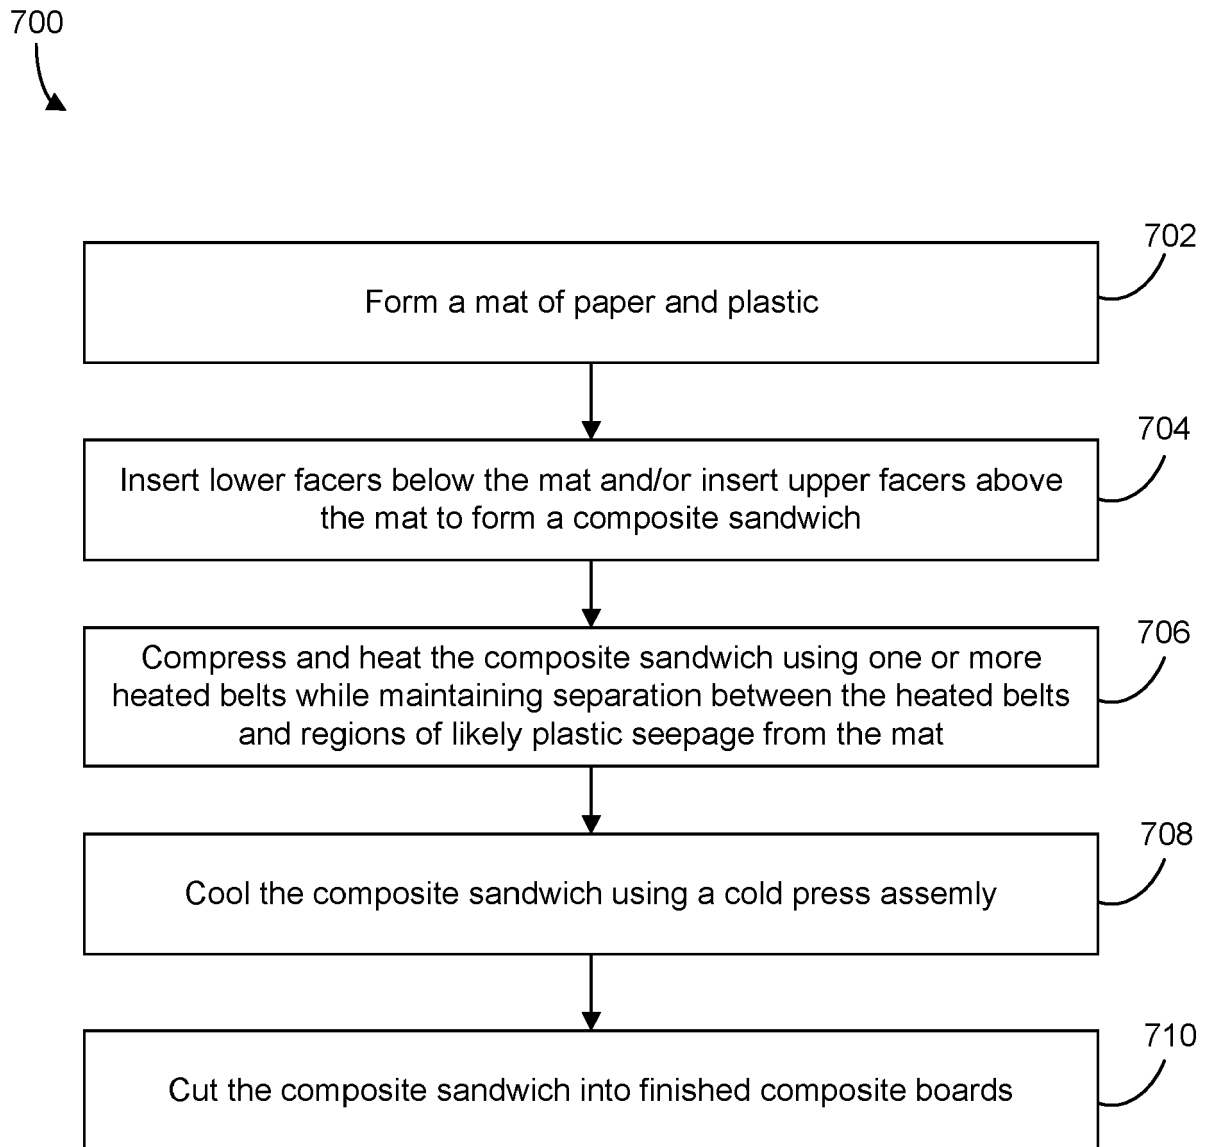 700
702
Form a mat of paper and plastic
704
Insert lower facers below the mat and/or insert upper facers above
the mat to form a composite sandwich
706
Compress and heat the composite sandwich using one or more
heated belts while maintaining separation between the heated belts
and regions of likely plastic seepage from the mat
708
Cool the composite sandwich using a cold press assemly
710
Cut the composite sandwich into finished composite boards